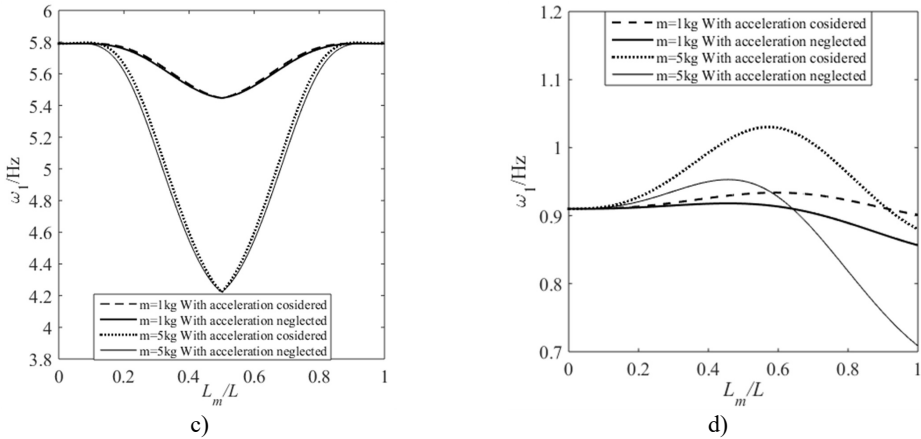 6
5.8
5.6
5.4
5.2
5
4.8
4.6
4.4
4.2
4
3.8
ω1/Hz
m=1kg With acceleration cosidered
m=1kg With acceleration neglected
m=5kg With acceleration cosidered
m=5kg With acceleration neglected
0 0.2 0.4 0.6 0.8 1
Lm/L
c)
1.2
1.1
1
0.9
0.8
0.7
ω1/Hz
m=1kg With acceleration cosidered
m=1kg With acceleration neglected
m=5kg With acceleration cosidered
m=5kg With acceleration neglected
0 0.2 0.4 0.6 0.8 1
Lm/L
d)